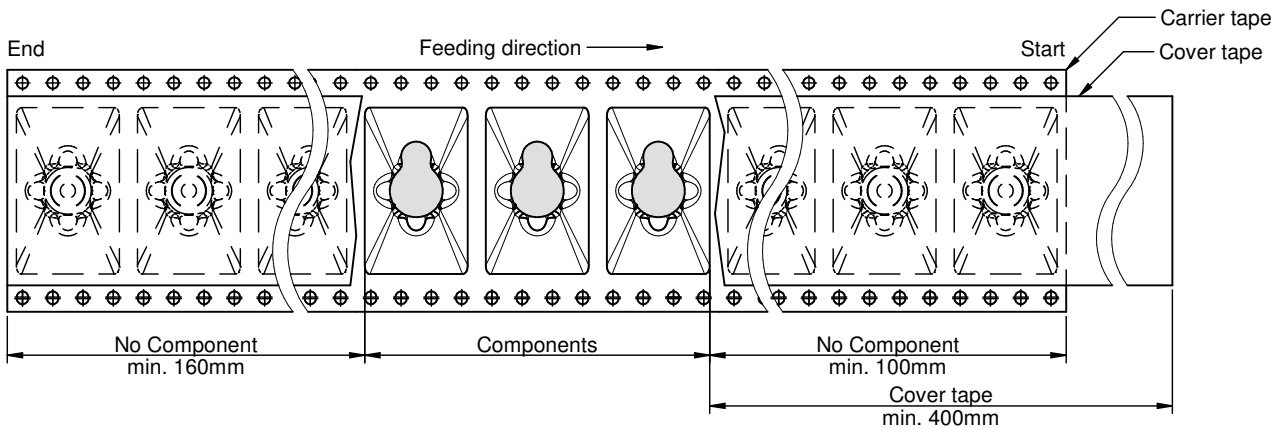 Carrier tape
End
Feeding direction
Start
Cover tape
No Component
min. 160mm
Components
No Component
min. 100mm
Cover tape
min. 400mm